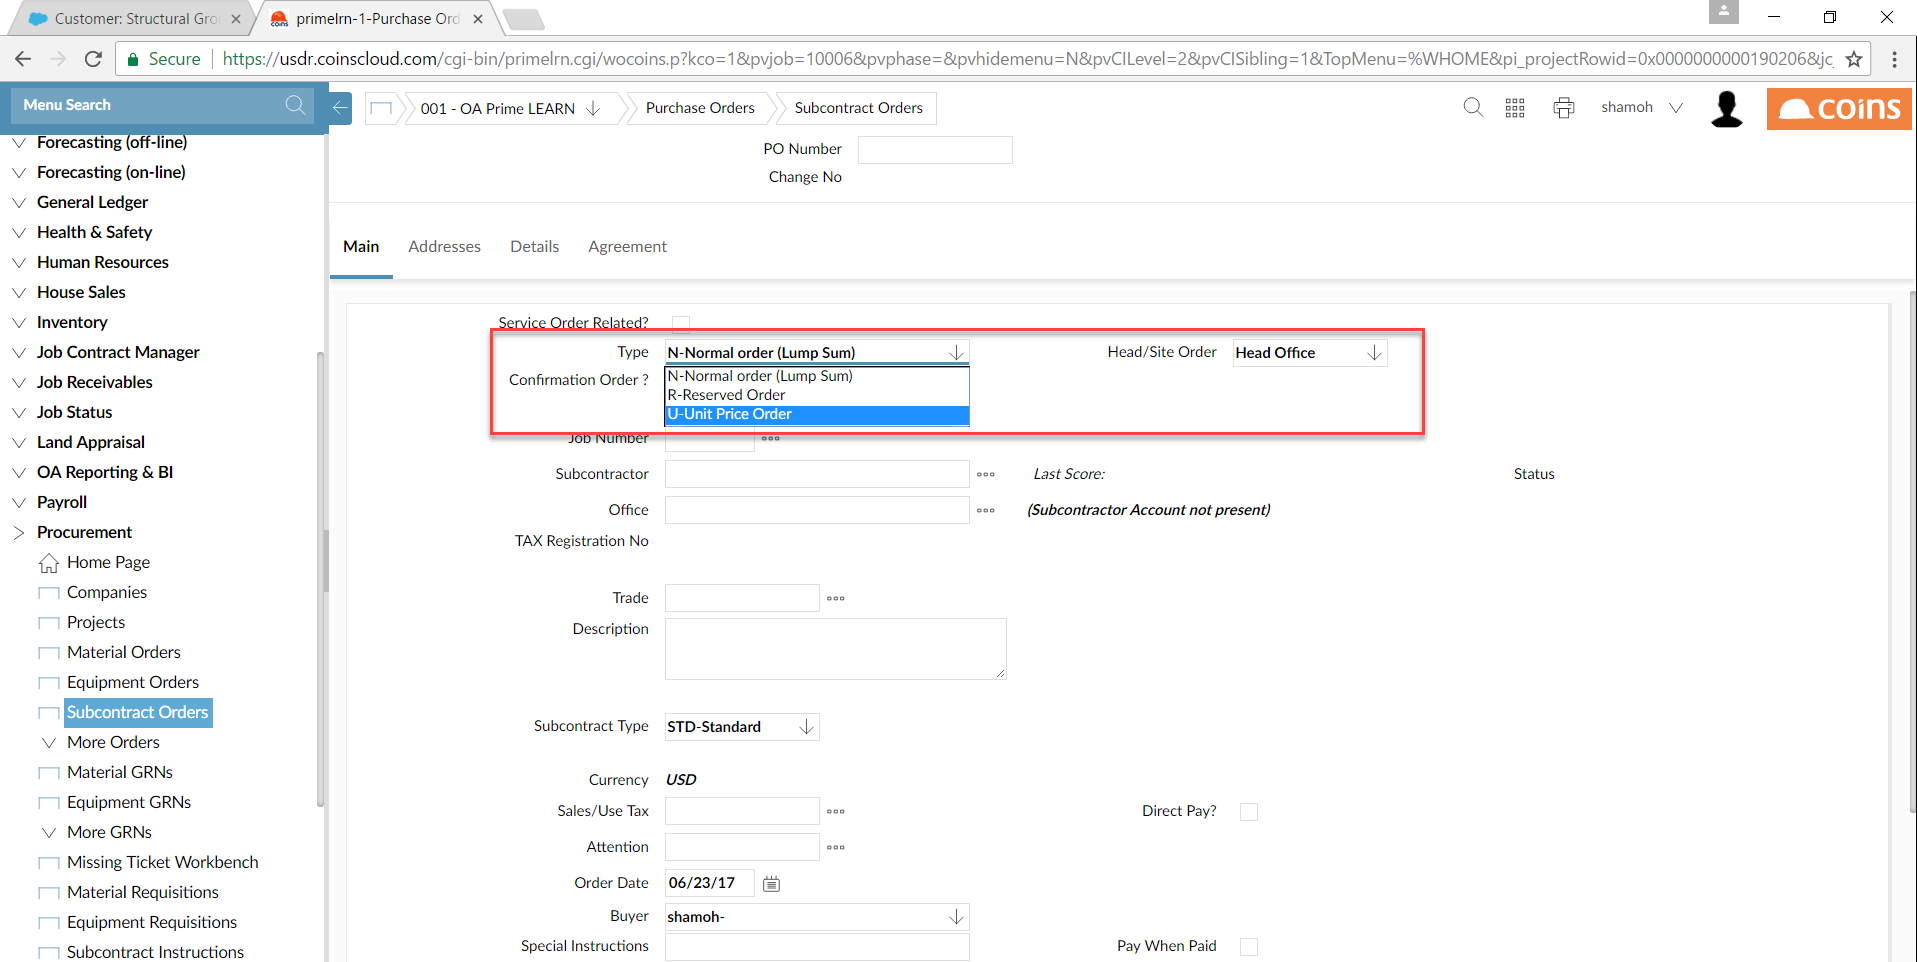 Customer: Structural Gro
primelrn-1-Purchase Ord
Secure
https://usdr.coinscloud.com/cgi-bin/primelrn.cgi/wocoins.p?kco=1&pvjob=10006&pvphase=&pvhidemenu=N&pvCILevel=2&pvCISibling=1&TopMenu=%WHOME&pi_projectRowid=0x0000000000190206&jc_
Menu Search
001 - OA Prime LEARN
Purchase Orders
Subcontract Orders
shamoh
coins
Forecasting (off-line)
Forecasting (on-line)
General Ledger
Health & Safety
Human Resources
House Sales
Inventory
Job Contract Manager
Job Receivables
Job Status
Land Appraisal
OA Reporting & BI
Payroll
Procurement
Home Page
Companies
Projects
Material Orders
Equipment Orders
Subcontract Orders
More Orders
Material GRNs
Equipment GRNs
More GRNs
Missing Ticket Workbench
Material Requisitions
Equipment Requisitions
Subcontract Instructions
PO Number
Change No
Main Addresses Details Agreement
Service Order Related?
Type N-Normal order (Lump Sum) Head/Site Order Head Office
Confirmation Order ?
N-Normal order (Lump Sum)
R-Reserved Order
U-Unit Price Order
Job Number
Subcontractor Last Score: Status
Office (Subcontractor Account not present)
TAX Registration No
Trade
Description
Subcontract Type STD-Standard
Currency USD
Sales/Use Tax Direct Pay?
Attention
Order Date 06/23/17
Buyer shamoh-
Special Instructions Pay When Paid